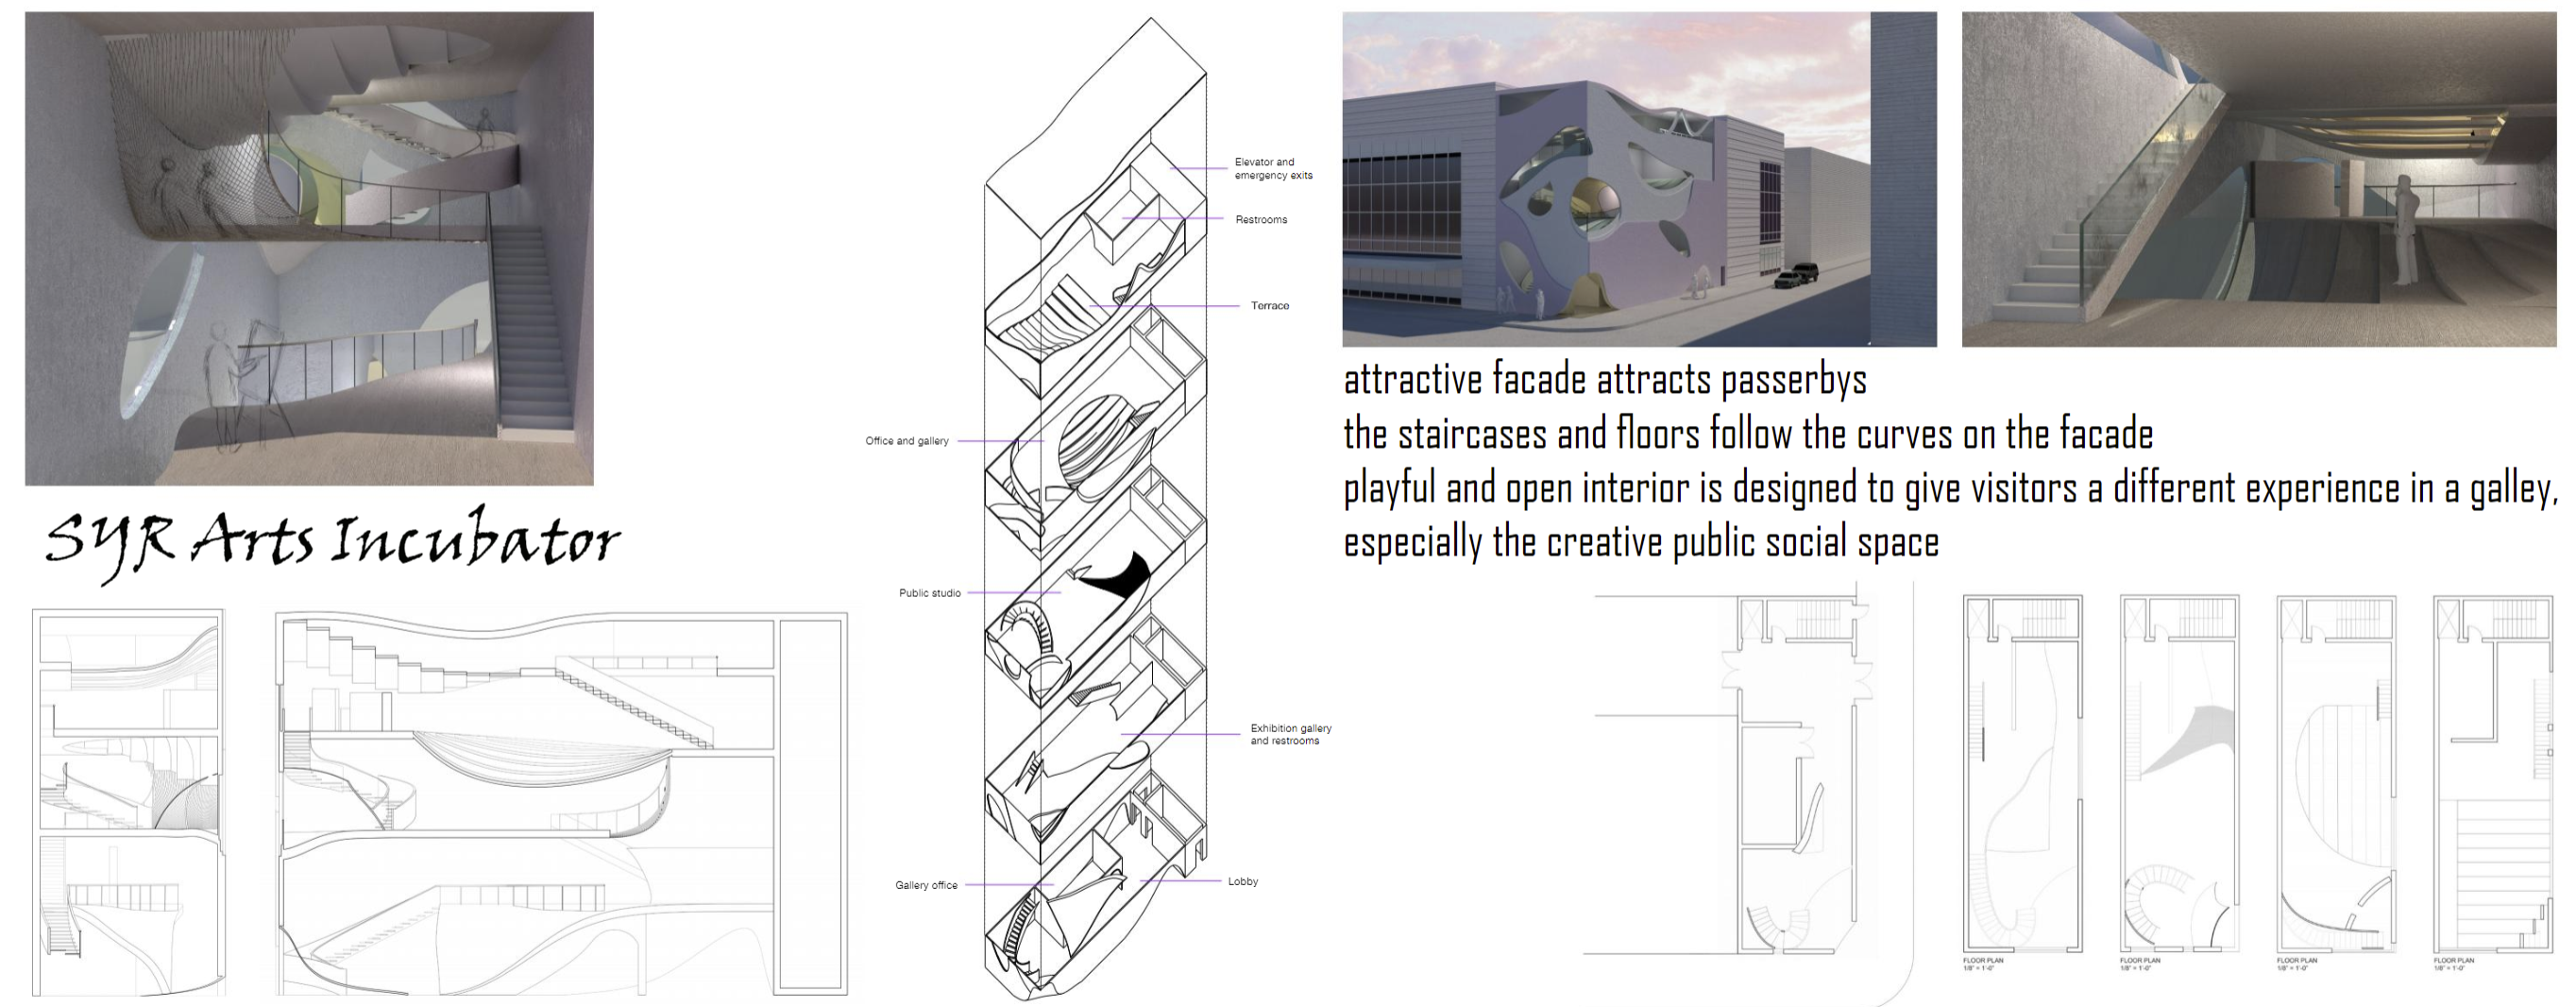 SYR Arts Incubator
Elevator and
emergency exits
Restrooms
Terrace
Office and gallery
Public studio
Exhibition gallery
and restrooms
Gallery office
Lobby
attractive facade attracts passerbys
the staircases and floors follow the curves on the facade
playful and open interior is designed to give visitors a different experience in a galley,
especially the creative public social space
FLOOR PLAN
1/8" = 1'-0"
FLOOR PLAN
1/8" = 1'-0"
FLOOR PLAN
1/8" = 1'-0"
FLOOR PLAN
1/8" = 1'-0"